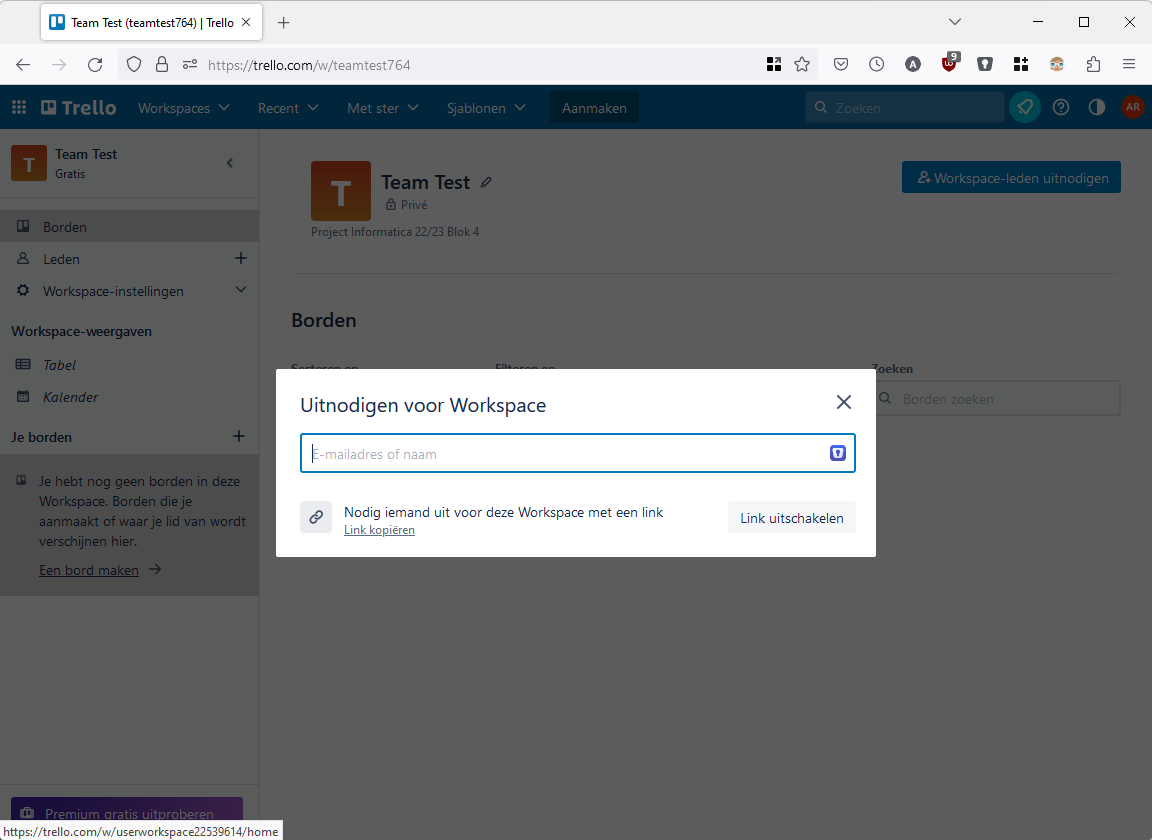 Team Test (teamtest764) | Trello
https://trello.com/w/teamtest764
9
Trello
Workspaces
Recent
Met ster
Sjablonen
Aanmaken
Zoeken
AR
T
Team Test
Gratis
Borden
Leden
Workspace-instellingen
Workspace-weergaven
Tabel
Kalender
Je borden
Je hebt nog geen borden in deze
Workspace. Borden die je
aanmaakt of waar je lid van wordt
verschijnen hier.
Een bord maken
Premium gratis uitproberen
https://trello.com/w/userworkspace22539614/home
T
Team Test
Privé
Project Informatica 22/23 Blok 4
Workspace-leden uitnodigen
Borden
Sorteren op
Filteren op
Zoeken
Borden zoeken
Uitnodigen voor Workspace
E-mailadres of naam
Nodig iemand uit voor deze Workspace met een link
Link kopiëren
Link uitschakelen